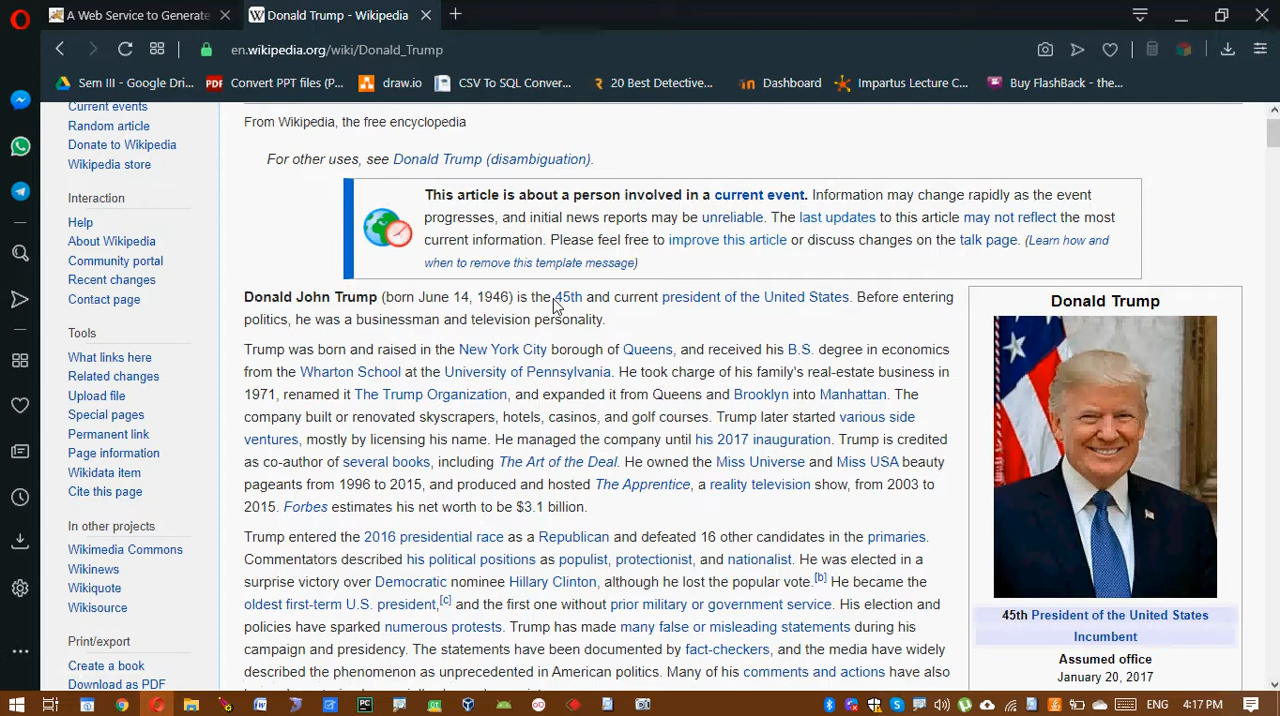 A Web Service to Generate
Donald Trump - Wikipedia
en.wikipedia.org/wiki/Donald_Trump
Sem III - Google Dri...
PDF
Convert PPT files (P...
draw.io
CSV To SQL Conver...
20 Best Detective...
in
Dashboard
Impartus Lecture C...
Buy FlashBack - the...
Current events
Random article
Donate to Wikipedia
Wikipedia store
Interaction
Help
About Wikipedia
Community portal
Recent changes
Contact page
Tools
What links here
Related changes
Upload file
Special pages
Permanent link
Page information
Wikidata item
Cite this page
In other projects
Wikimedia Commons
Wikinews
Wikiquote
Wikisource
Print/export
Create a book
Download as PDF
From Wikipedia, the free encyclopedia
For other uses, see Donald Trump (disambiguation).
This article is about a person involved in a current event. Information may change rapidly as the event
progresses, and initial news reports may be unreliable. The last updates to this article may not reflect the most
current information. Please feel free to improve this article or discuss changes on the talk page. (Learn how and
when to remove this template message)
Donald John Trump (born June 14, 1946) is the 45th and current president of the United States. Before entering
politics, he was a businessman and television personality.
Trump was born and raised in the New York City borough of Queens, and received his B.S. degree in economics
from the Wharton School at the University of Pennsylvania. He took charge of his family's real-estate business in
1971, renamed it The Trump Organization, and expanded it from Queens and Brooklyn into Manhattan. The
company built or renovated skyscrapers, hotels, casinos, and golf courses. Trump later started various side
ventures, mostly by licensing his name. He managed the company until his 2017 inauguration. Trump is credited
as co-author of several books, including The Art of the Deal. He owned the Miss Universe and Miss USA beauty
pageants from 1996 to 2015, and produced and hosted The Apprentice, a reality television show, from 2003 to
2015. Forbes estimates his net worth to be $3.1 billion.
Trump entered the 2016 presidential race as a Republican and defeated 16 other candidates in the primaries.
Commentators described his political positions as populist, protectionist, and nationalist. He was elected in a
surprise victory over Democratic nominee Hillary Clinton, although he lost the popular vote.[b] He became the
oldest first-term U.S. president,[c] and the first one without prior military or government service. His election and
policies have sparked numerous protests. Trump has made many false or misleading statements during his
campaign and presidency. The statements have been documented by fact-checkers, and the media have widely
described the phenomenon as unprecedented in American politics. Many of his comments and actions have also
Donald Trump
45th President of the United States
Incumbent
Assumed office
January 20, 2017
ENG
4:17 PM